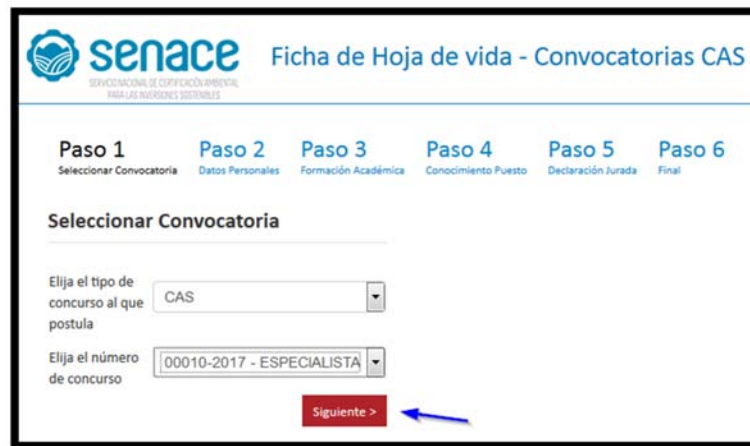 senace
SERVICIO NACIONAL DE CERTIFICACIÓN AMBIENTAL
PARA LAS INVERSIONES SOSTENIBLES
Ficha de Hoja de vida - Convocatorias CAS
Paso 1 Paso 2 Paso 3 Paso 4 Paso 5 Paso 6
Seleccionar Convocatoria Datos Personales Formación Académica Conocimiento Puesto Declaración Jurada Final
Seleccionar Convocatoria
Elija el tipo de
concurso al que
postula
CAS
Elija el número
de concurso
00010-2017 - ESPECIALISTA
Siguiente >